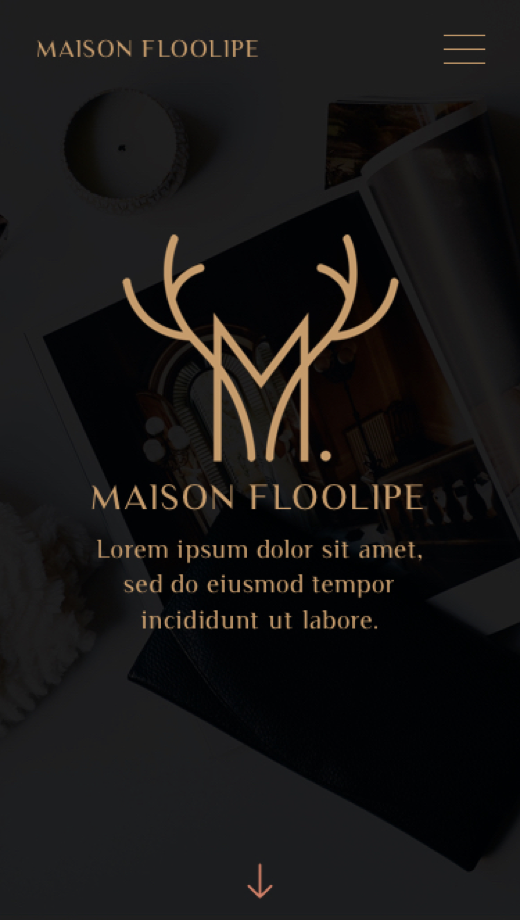 MAISON FLOOLIPE
M.
MAISON FLOOLIPE
Lorem ipsum dolor sit amet,
sed do eiusmod tempor
incididunt ut labore.